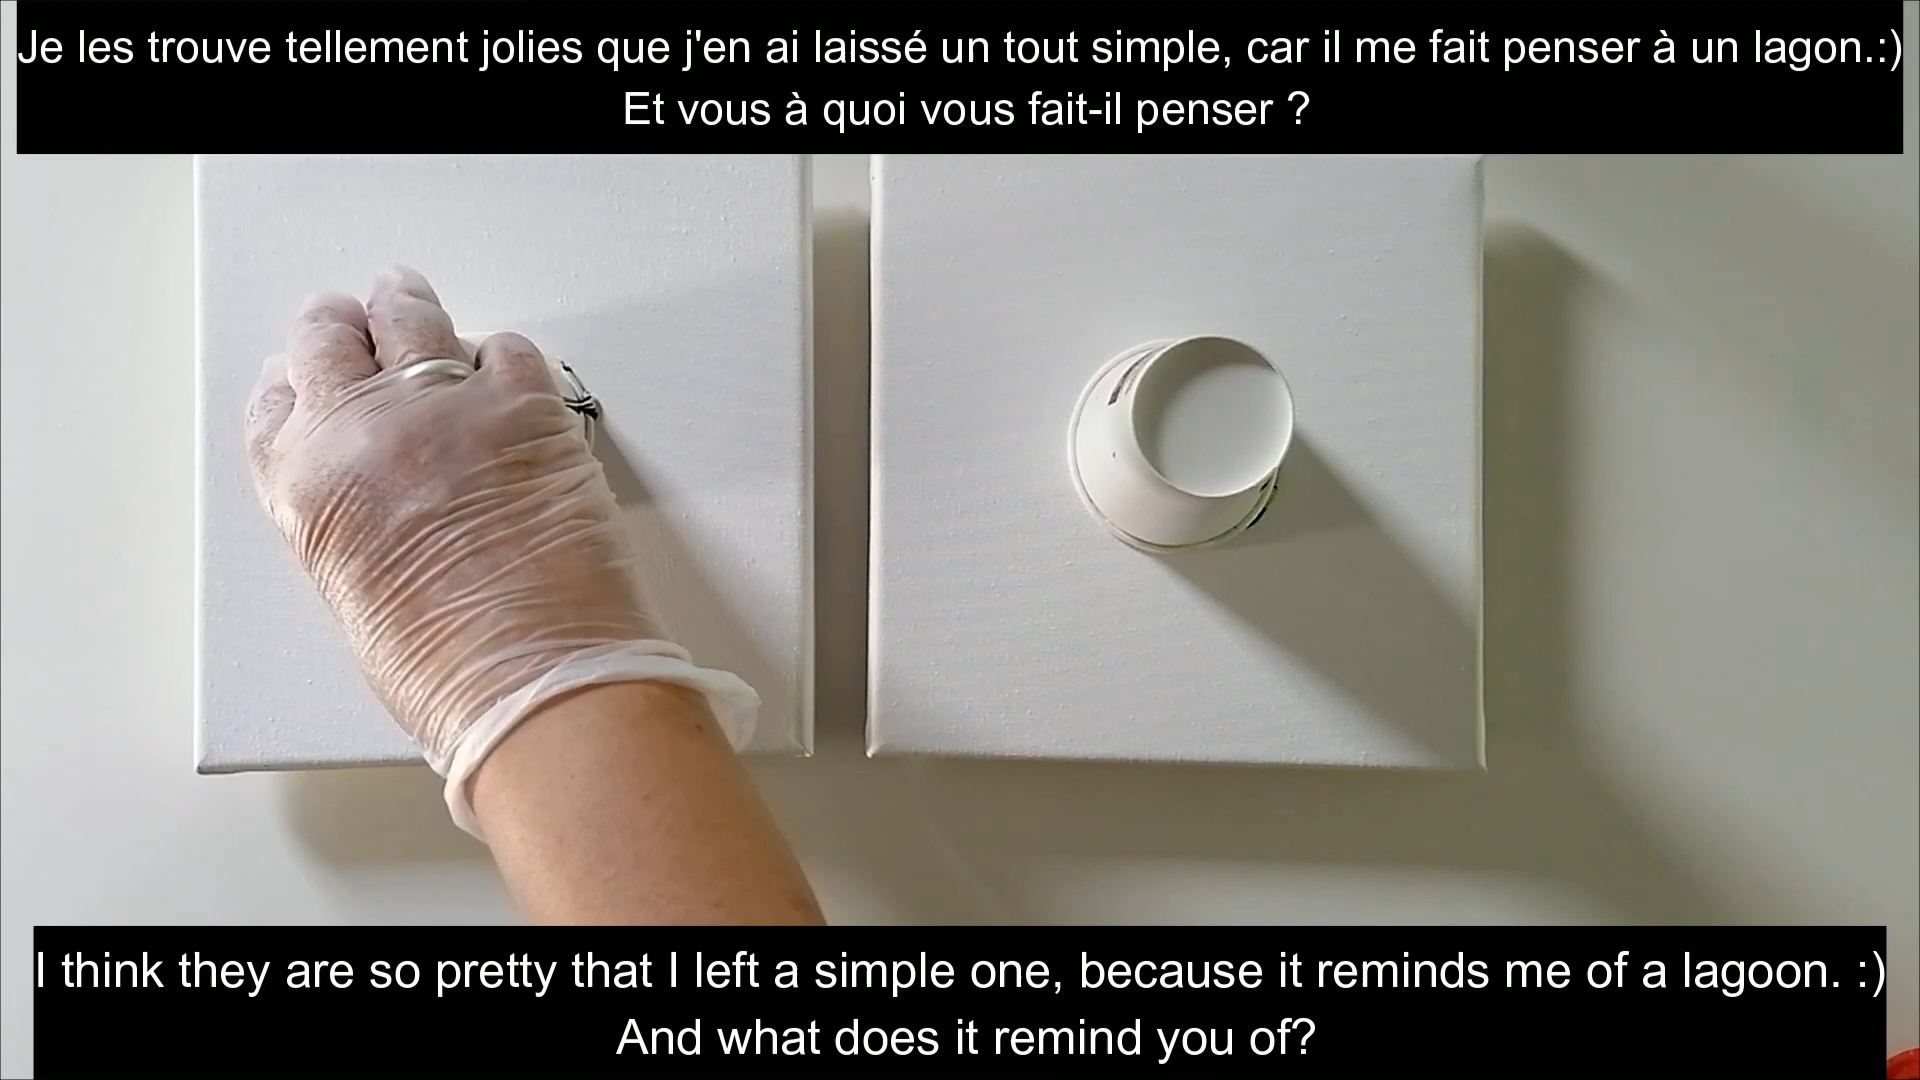 Je les trouve tellement jolies que j'en ai laissé un tout simple, car il me fait penser à un lagon.:)
Et vous à quoi vous fait-il penser ?
I think they are so pretty that I left a simple one, because it reminds me of a lagoon. :)
And what does it remind you of?